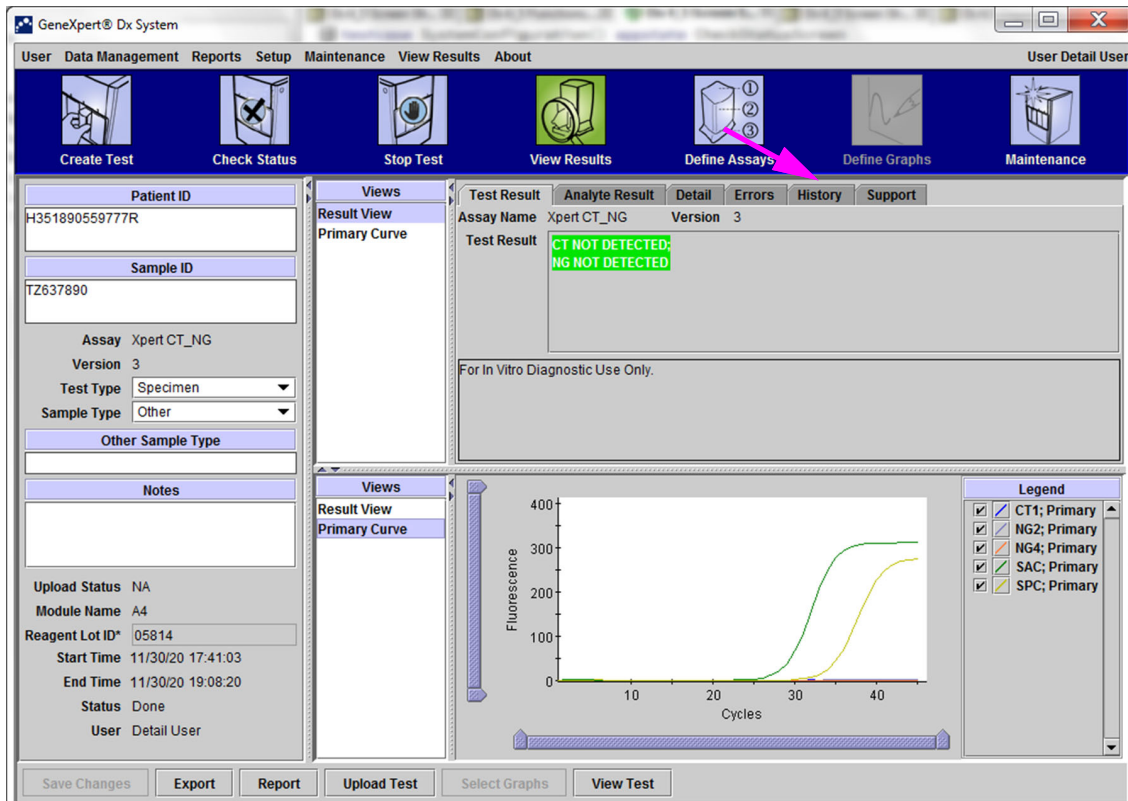 GeneXpert® Dx System
User Data Management Reports Setup Maintenance View Results About User Detail User
Create Test Check Status Stop Test View Results Define Assays Define Graphs Maintenance
① ② ③
Patient ID
H351890559777R
Sample ID
TZ637890
Assay Xpert CT_NG
Version 3
Test Type Specimen
Sample Type Other
Other Sample Type
Notes
Upload Status NA
Module Name A4
Reagent Lot ID* 05814
Start Time 11/30/20 17:41:03
End Time 11/30/20 19:08:20
Status Done
User Detail User
Views
Result View
Primary Curve
Test Result Analyte Result Detail Errors History Support
Assay Name Xpert CT_NG Version 3
Test Result CT NOT DETECTED;
NG NOT DETECTED
For In Vitro Diagnostic Use Only.
Views
Result View
Primary Curve
400
300
200
100
0
Fluorescence
10 20 30 40
Cycles
Legend
CT1; Primary
NG2; Primary
NG4; Primary
SAC; Primary
SPC; Primary
Save Changes Export Report Upload Test Select Graphs View Test